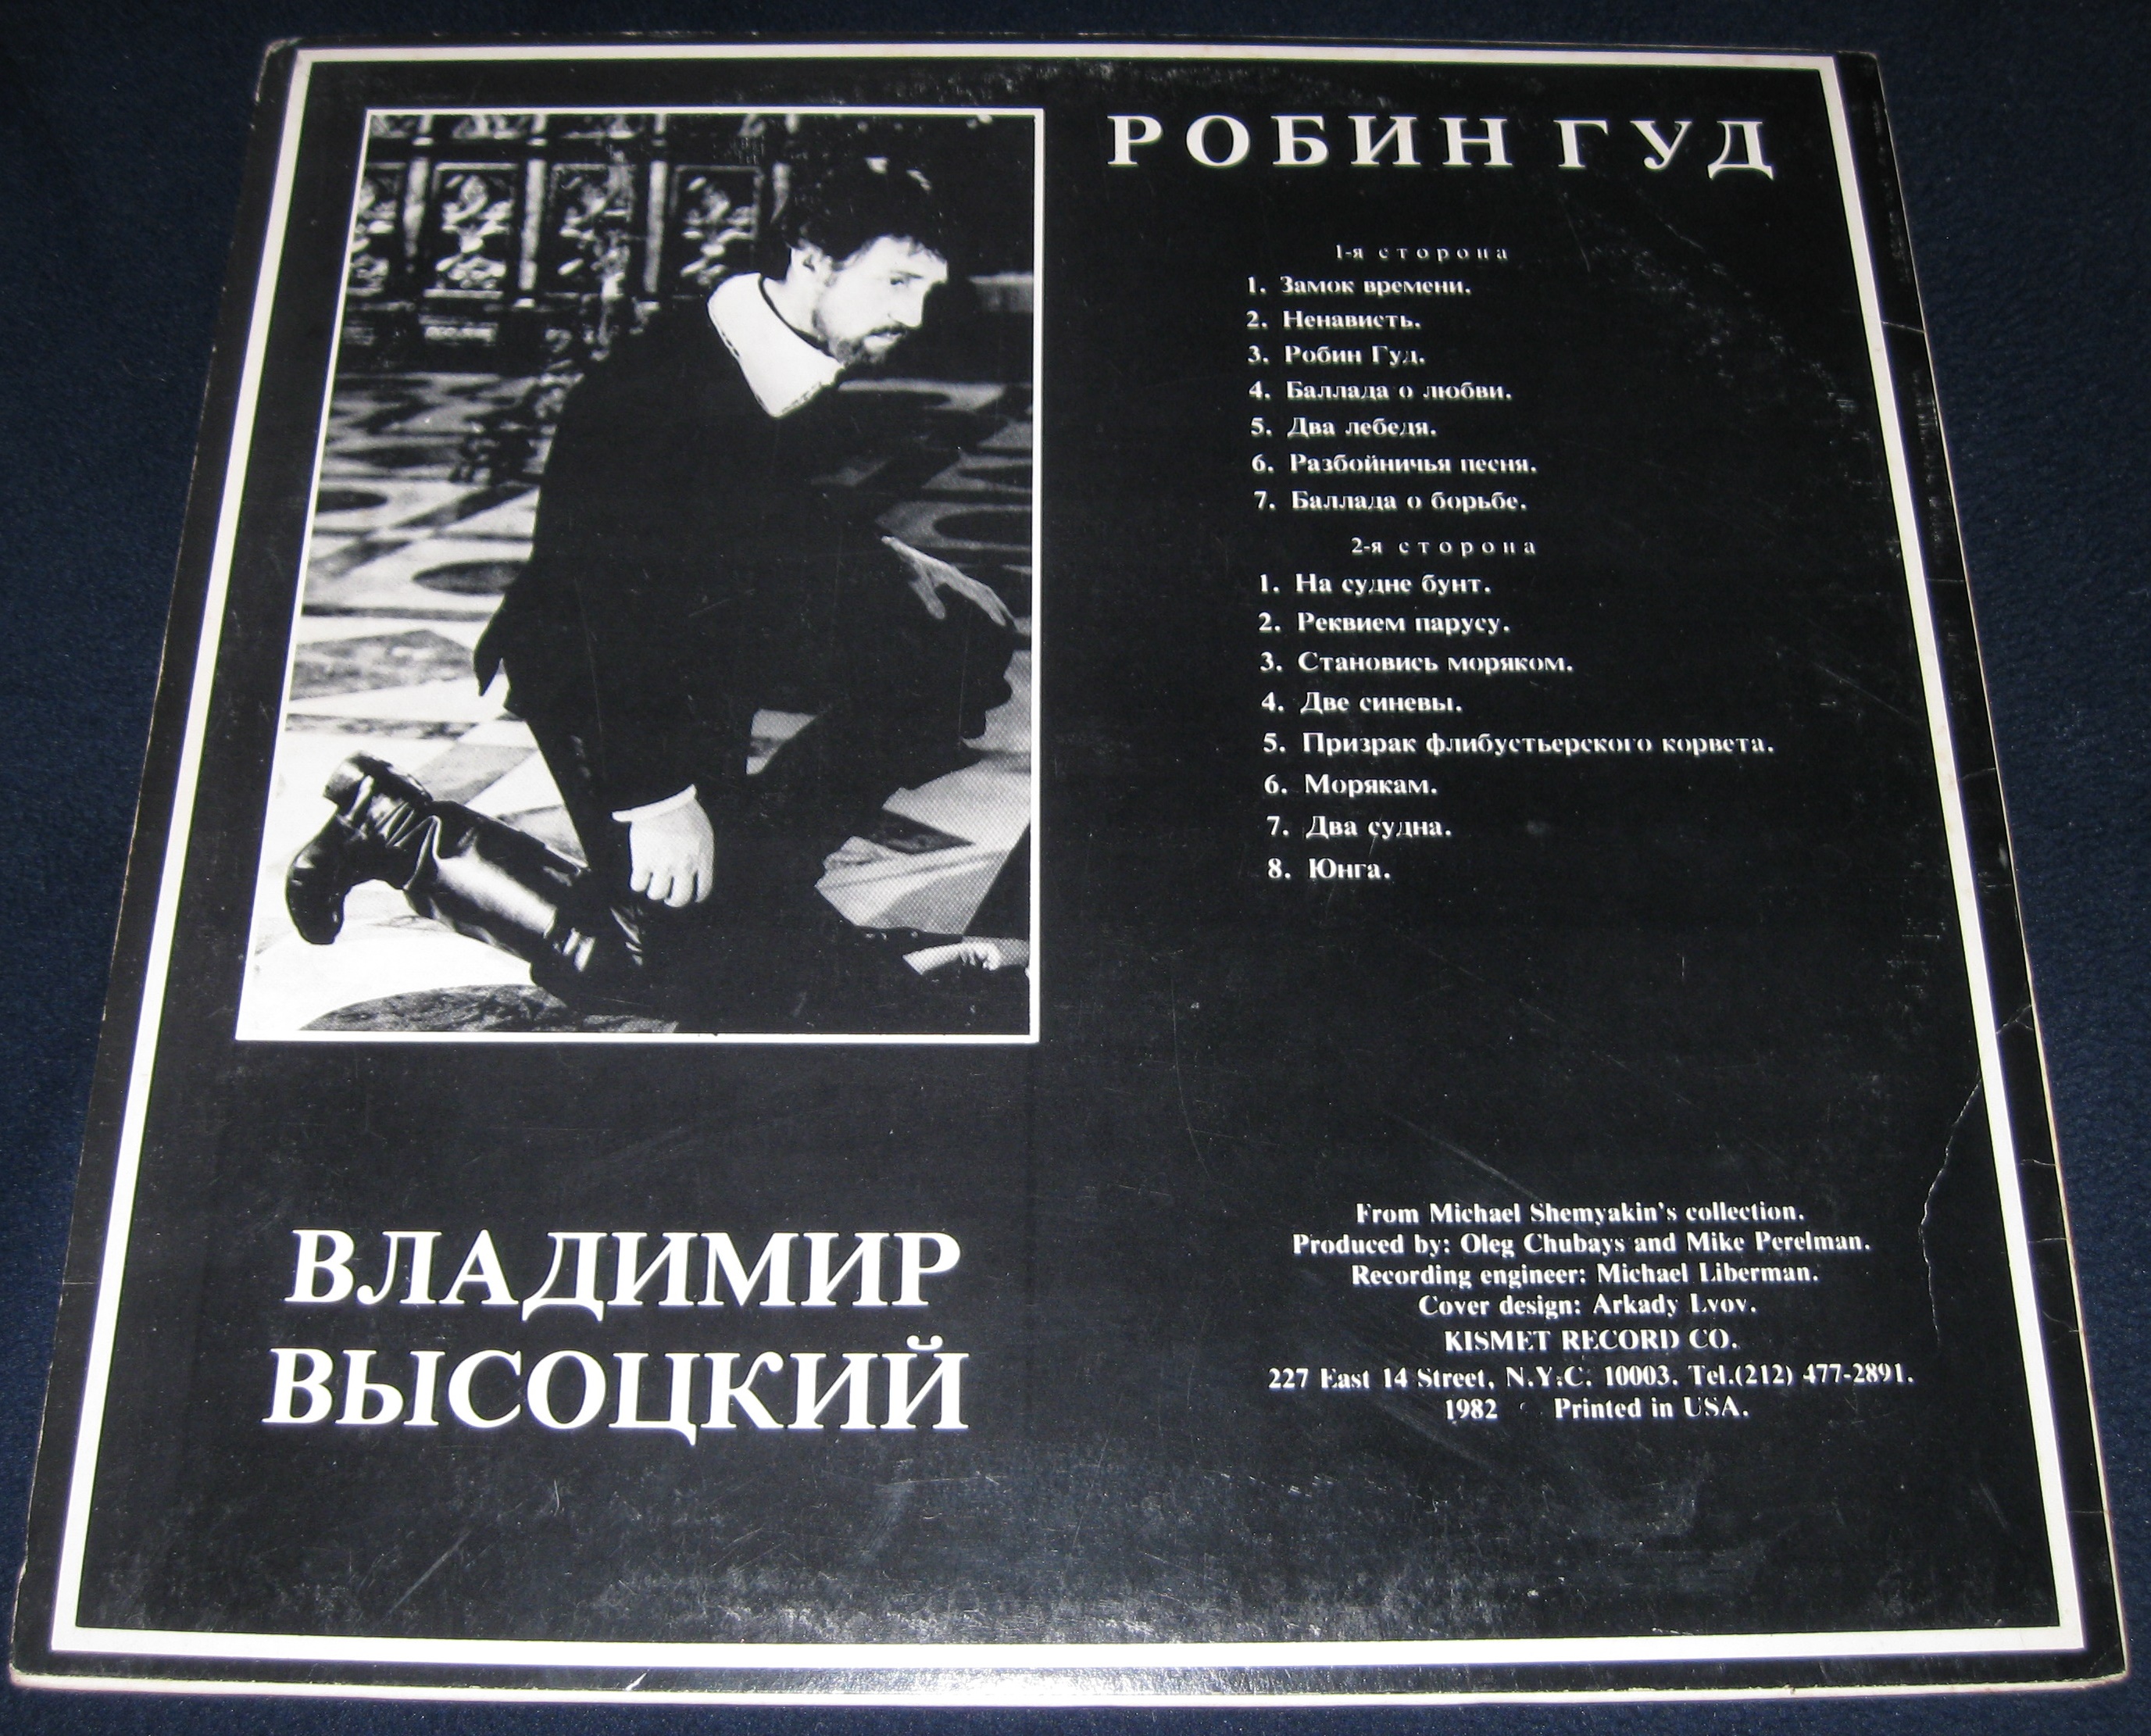 РОБИН ГУД
1-я сторона
1. Замок времени.
2. Ненависть.
3. Робин Гуд.
4. Баллада о любви.
5. Два лебедя.
6. Разбойничья песня.
7. Баллада о борьбе.
2-я сторона
1. На судне бунт.
2. Реквием парусу.
3. Становись моряком.
4. Две синевы.
5. Призрак флибустьерского корвета.
6. Морякам.
7. Два судна.
8. Юнга.
ВЛАДИМИР
ВЫСОЦКИЙ
From Michael Shemyakin's collection.
Produced by: Oleg Chubays and Mike Perelman.
Recording engineer: Michael Liberman.
Cover design: Arkady Lvov.
KISMET RECORD CO.
227 East 14 Street, N.Y.C. 10003. Tel.(212) 477-2891.
1982 Printed in USA.